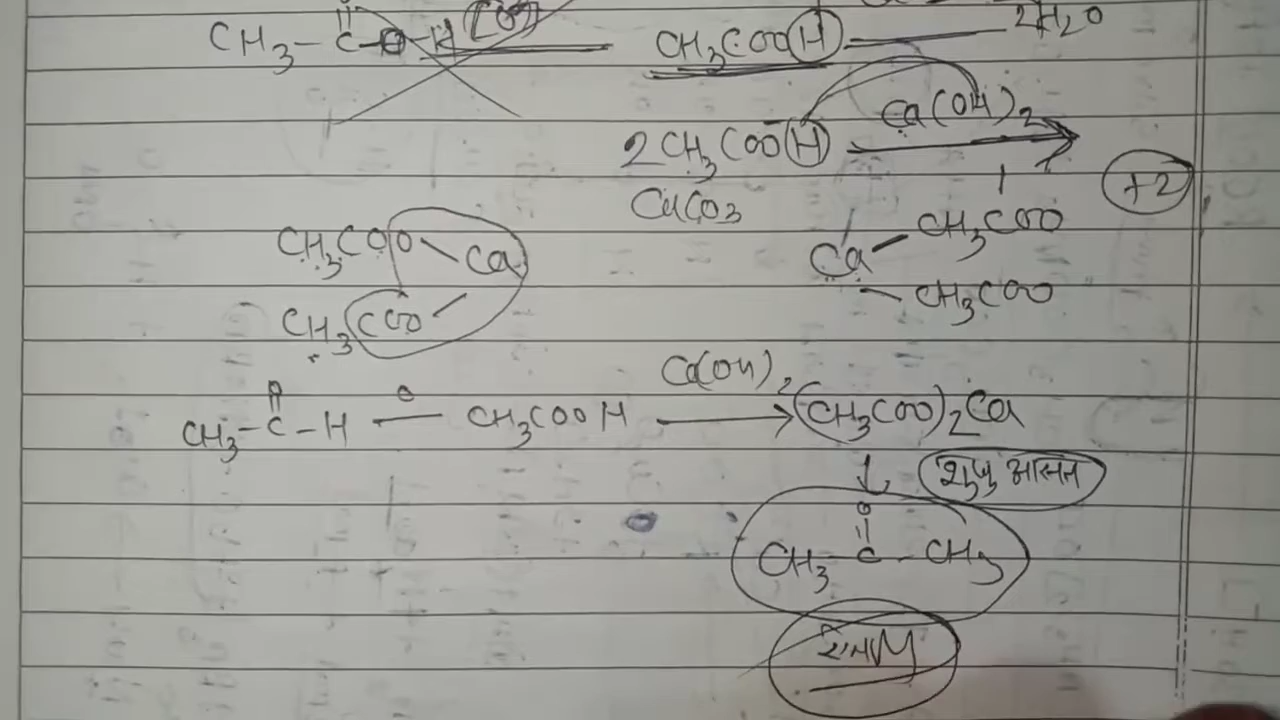 CH3 - C - O - H
CH3COOH 2H2O
2CH3COOH Ca(OH)2
CaCO3
+2
CH3COO Ca
CH3COO
Ca CH3COO
CH3COO
O
CH3 - C - H O CH3COOH Ca(OH)2 → (CH3COO)2Ca
↓ शुष्क आसवन
O
CH3 - C - CH3